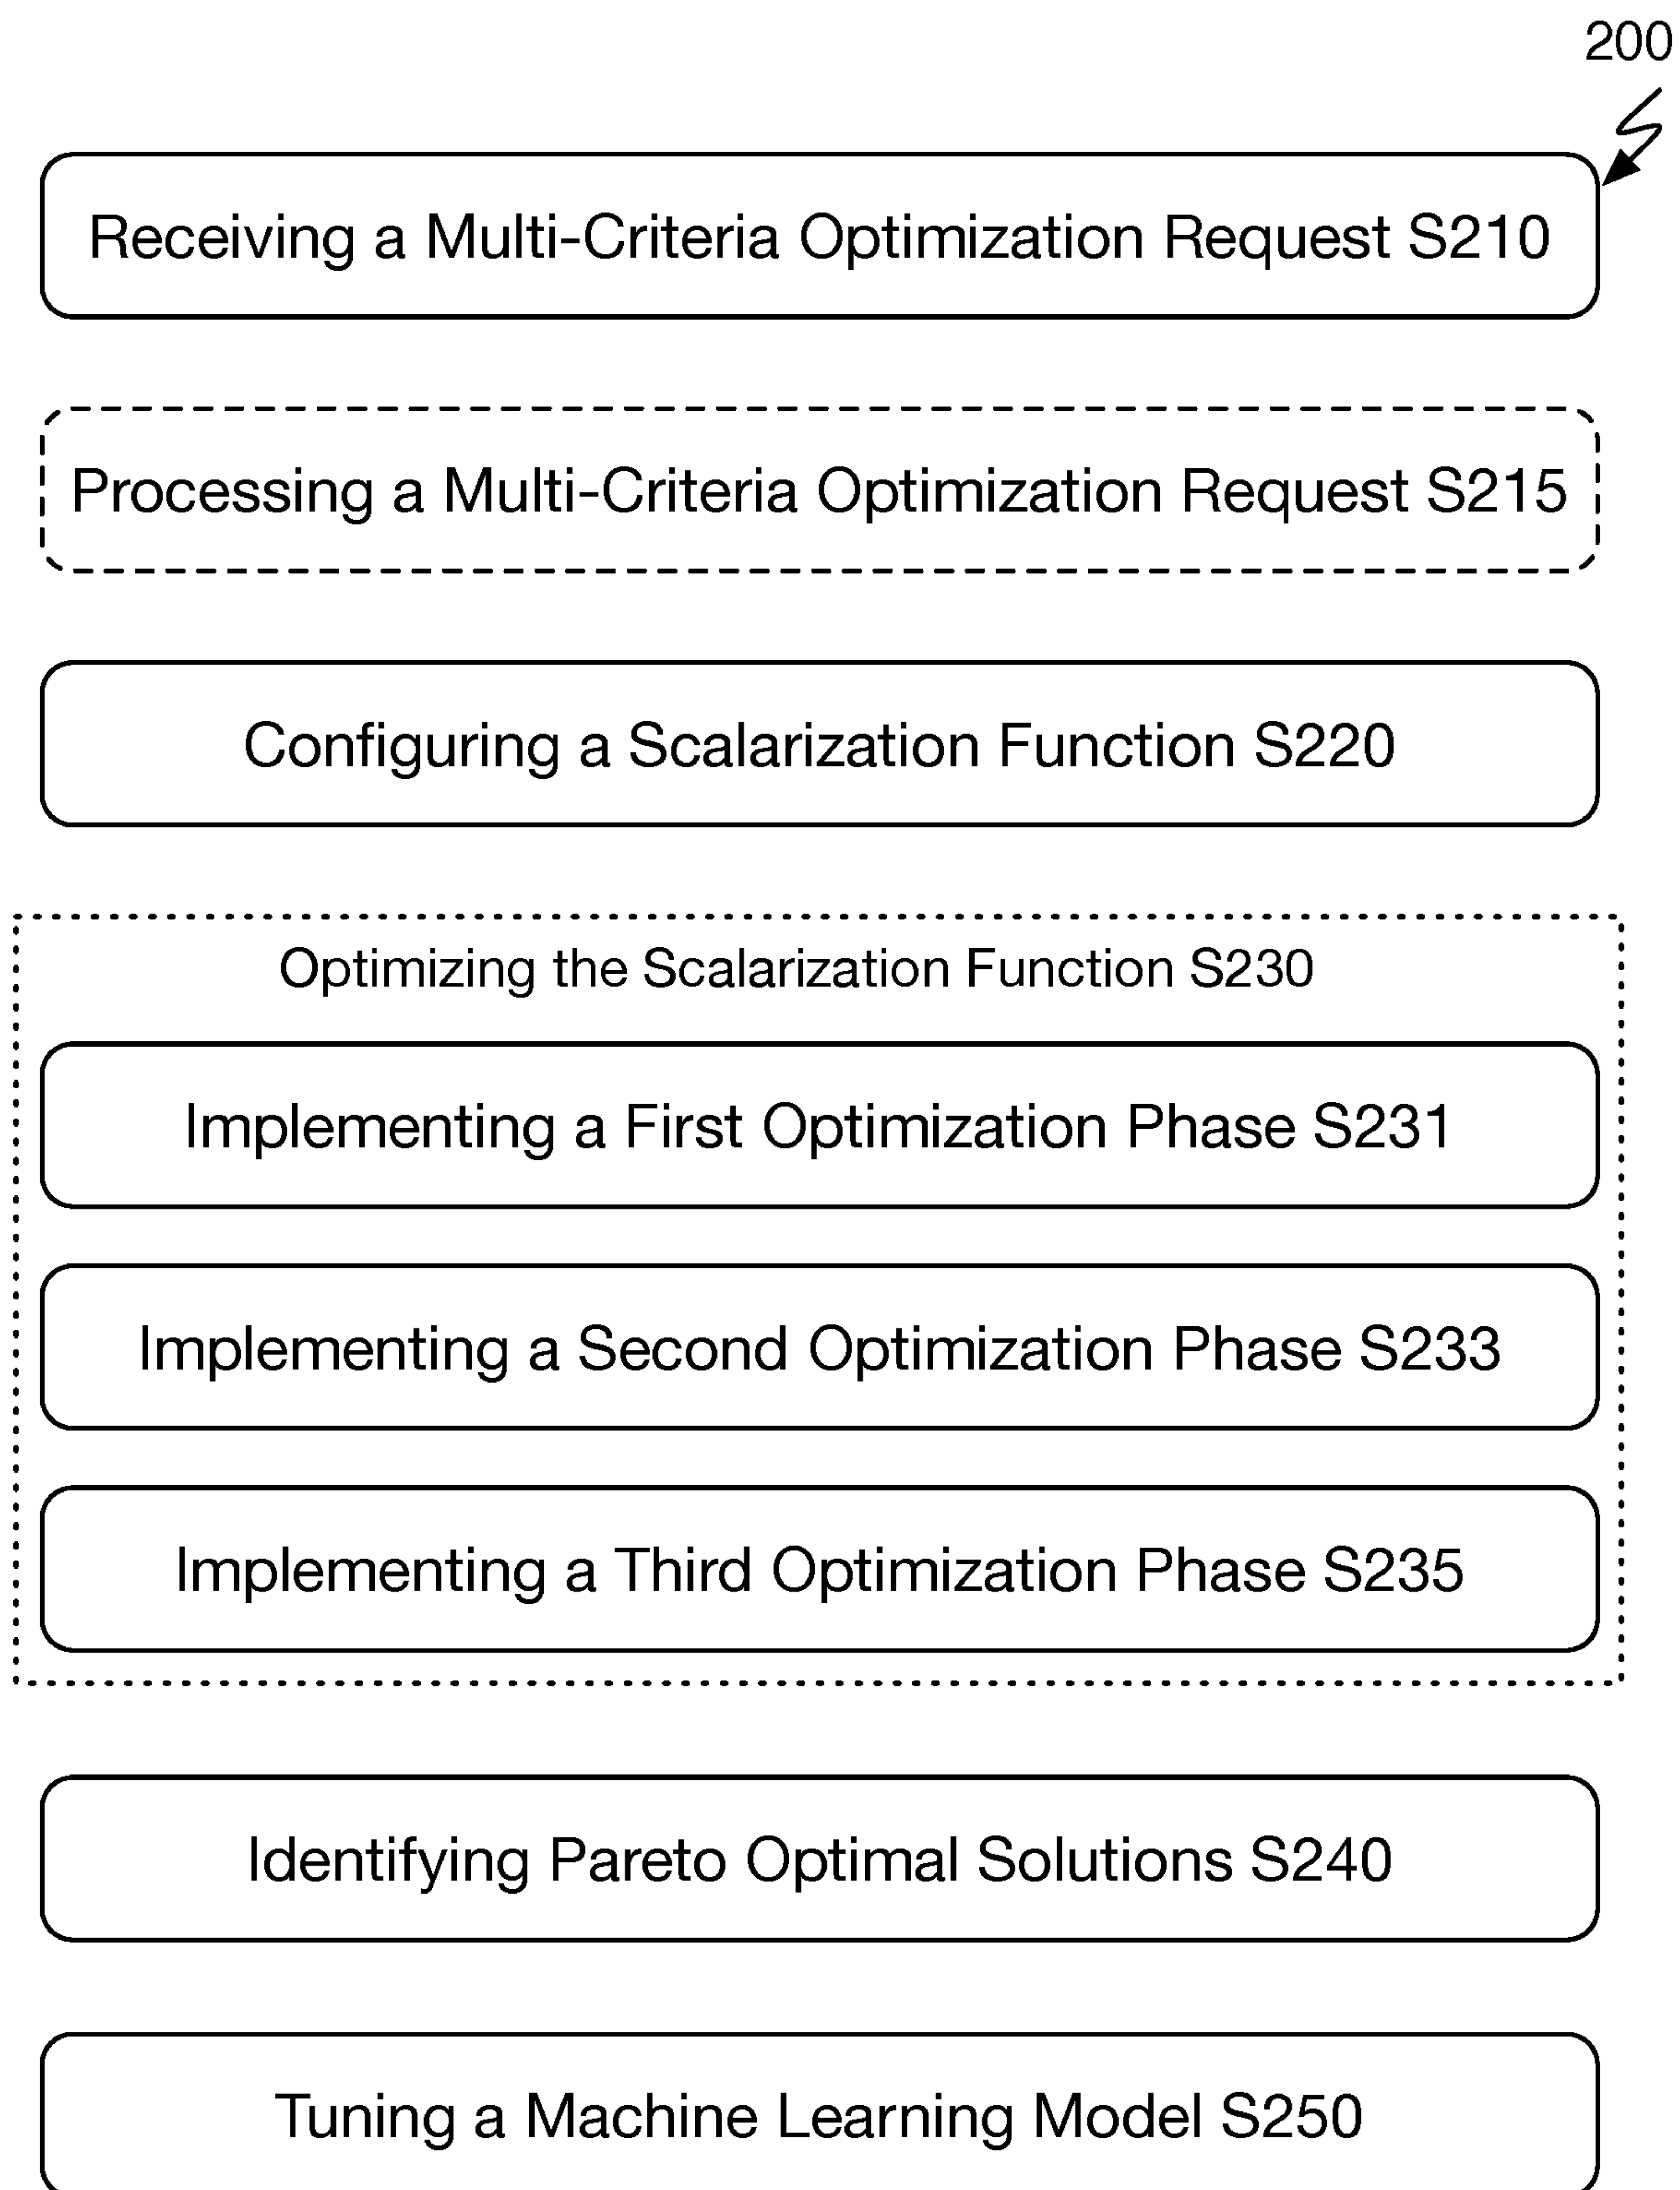 200
Receiving a Multi-Criteria Optimization Request S210
Processing a Multi-Criteria Optimization Request S215
Configuring a Scalarization Function S220
Optimizing the Scalarization Function S230
Implementing a First Optimization Phase S231
Implementing a Second Optimization Phase S233
Implementing a Third Optimization Phase S235
Identifying Pareto Optimal Solutions S240
Tuning a Machine Learning Model S250